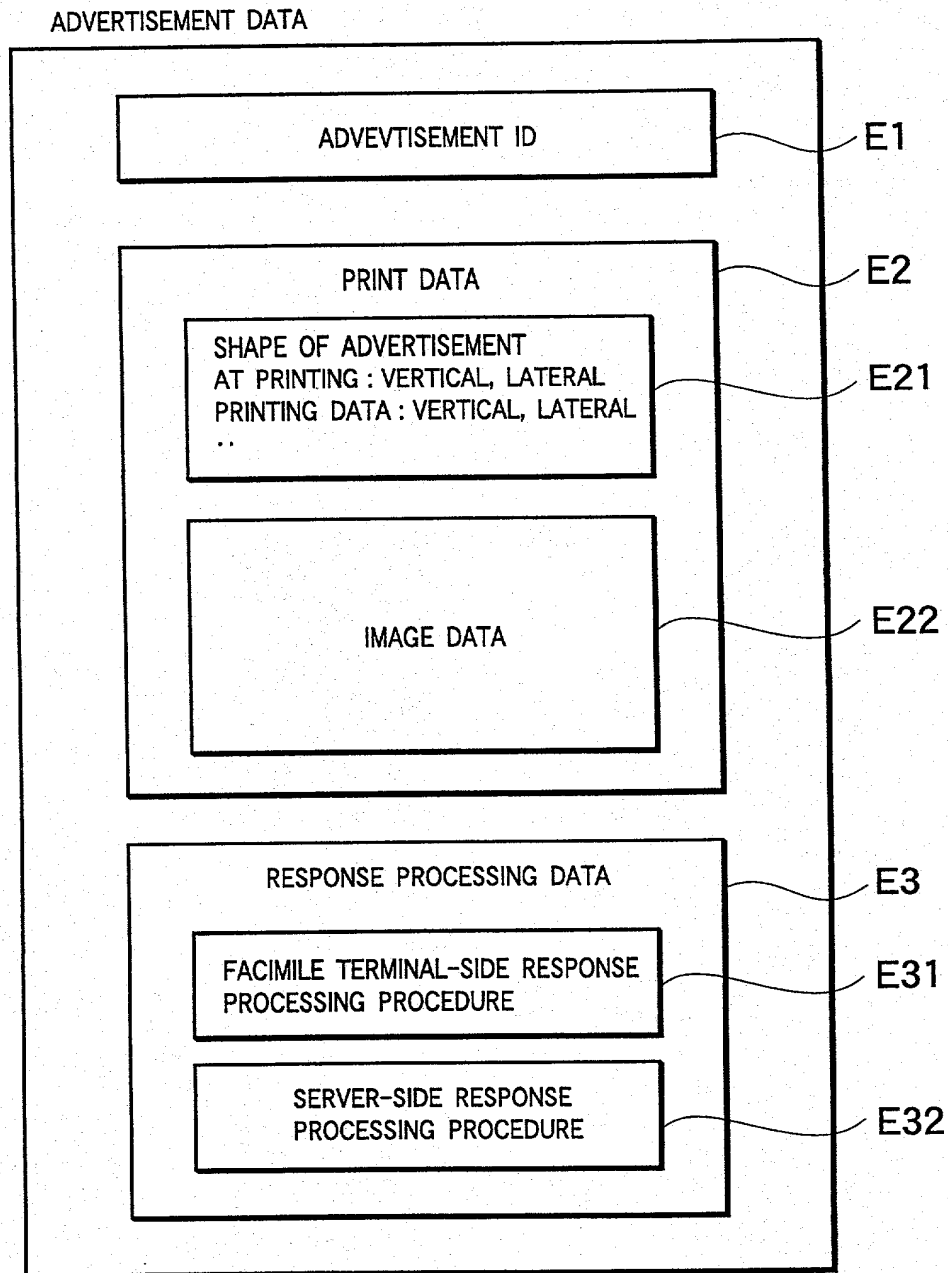 ADVERTISEMENT DATA
ADVEVTISEMENT ID
E1
PRINT DATA
E2
SHAPE OF ADVERTISEMENT
AT PRINTING : VERTICAL, LATERAL
PRINTING DATA : VERTICAL, LATERAL
..
E21
IMAGE DATA
E22
RESPONSE PROCESSING DATA
E3
FACIMILE TERMINAL-SIDE RESPONSE
PROCESSING PROCEDURE
E31
SERVER-SIDE RESPONSE
PROCESSING PROCEDURE
E32